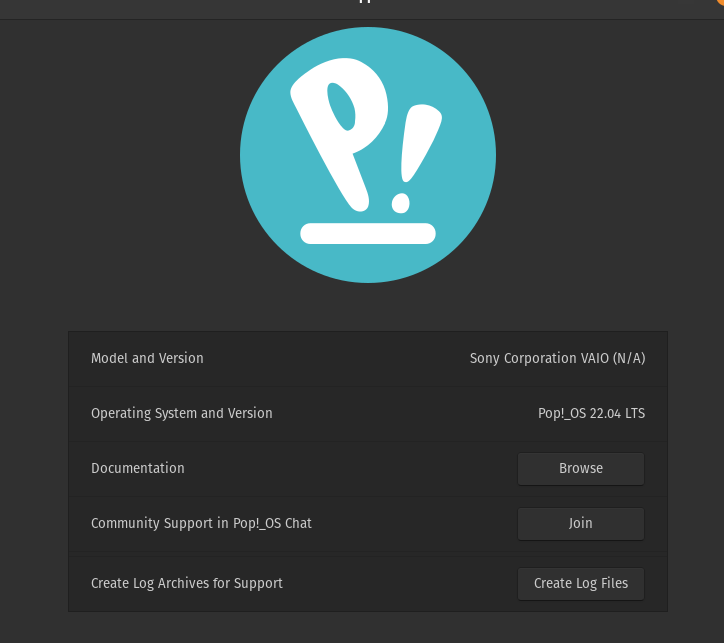 P!
Model and Version
Sony Corporation VAIO (N/A)
Operating System and Version
Pop!_OS 22.04 LTS
Documentation
Browse
Community Support in Pop!_OS Chat
Join
Create Log Archives for Support
Create Log Files